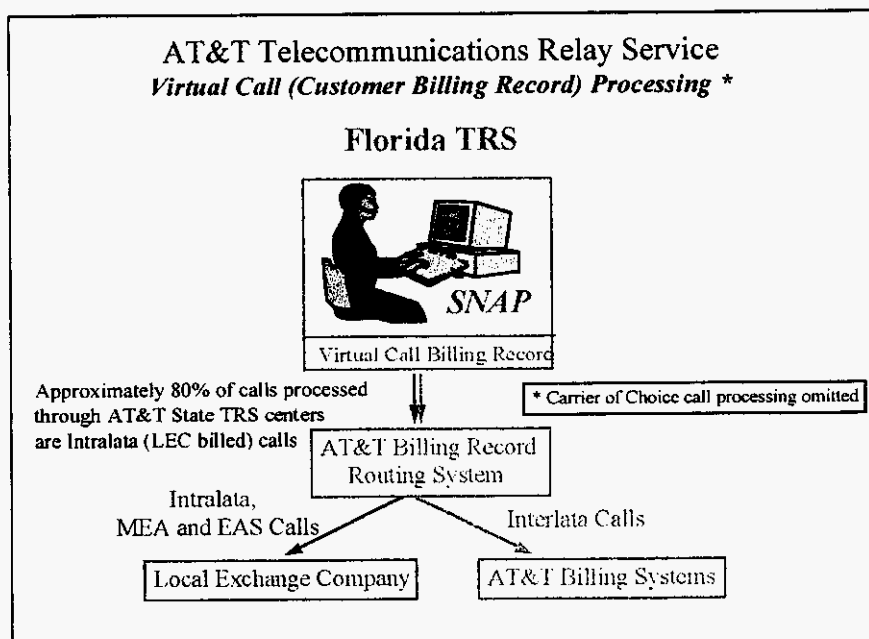 AT&T Telecommunications Relay Service
Virtual Call (Customer Billing Record) Processing *
Florida TRS
SNAP
Virtual Call Billing Record
Approximately 80% of calls processed
through AT&T State TRS centers
are Intralata (LEC billed) calls
* Carrier of Choice call processing omitted
AT&T Billing Record
Routing System
Intralata,
MEA and EAS Calls
Interlata Calls
Local Exchange Company
AT&T Billing Systems